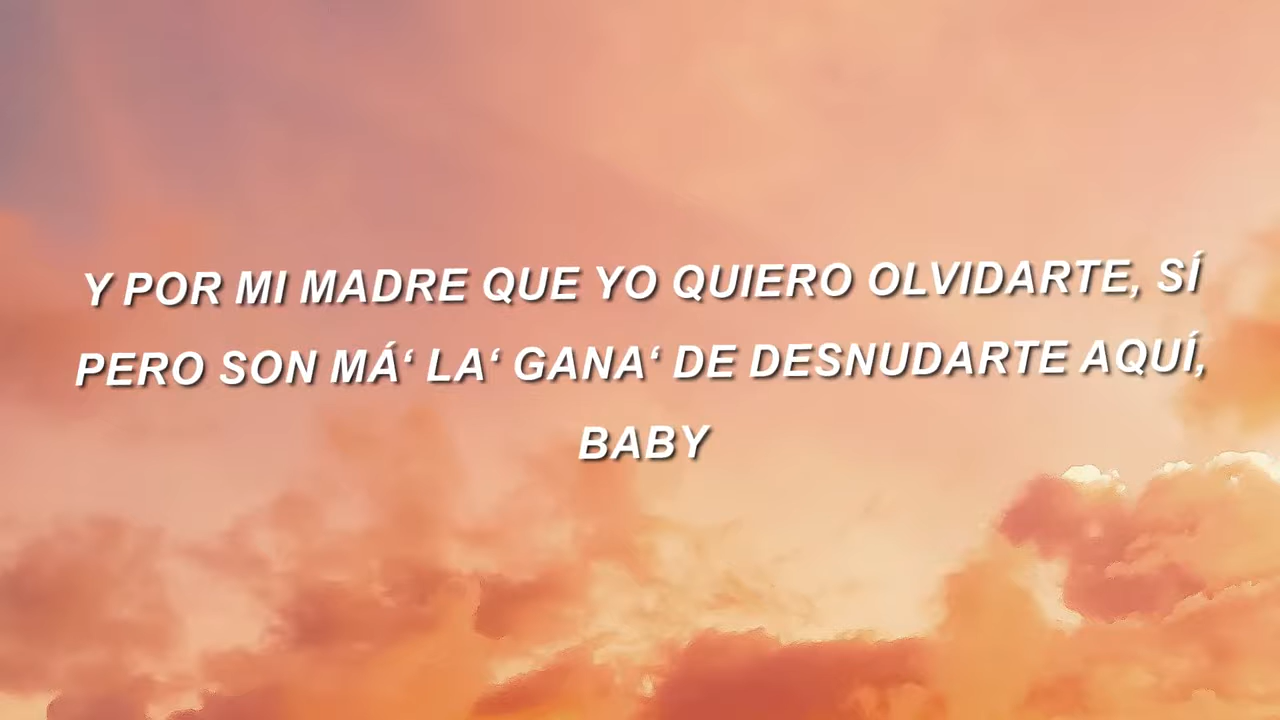 Y POR MI MADRE QUE YO QUIERO OLVIDARTE, SÍ
PERO SON MÁ‘ LA‘ GANA‘ DE DESNUDARTE AQUÍ,
BABY